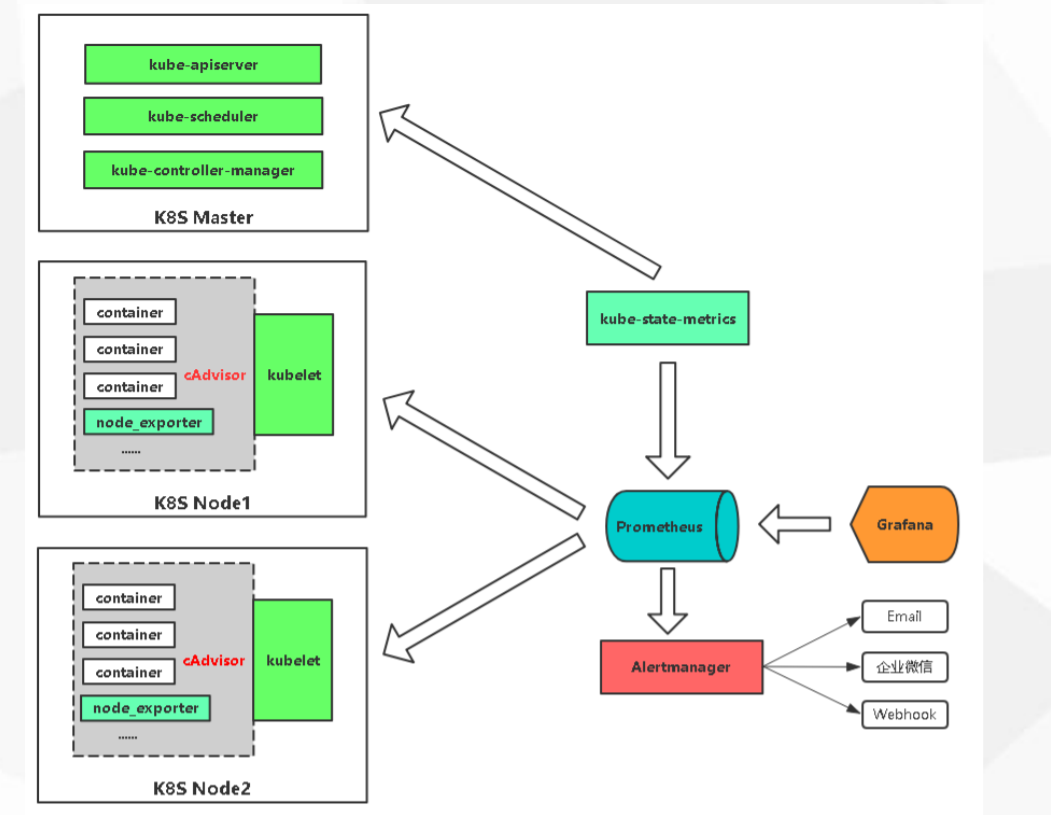 kube-apiserver
kube-scheduler
kube-controller-manager
K8S Master
container
container
container
cAdvisor
kubelet
node_exporter
......
K8S Node1
container
container
container
cAdvisor
kubelet
node_exporter
......
K8S Node2
kube-state-metrics
Prometheus
Grafana
Alertmanager
Email
企业微信
Webhook